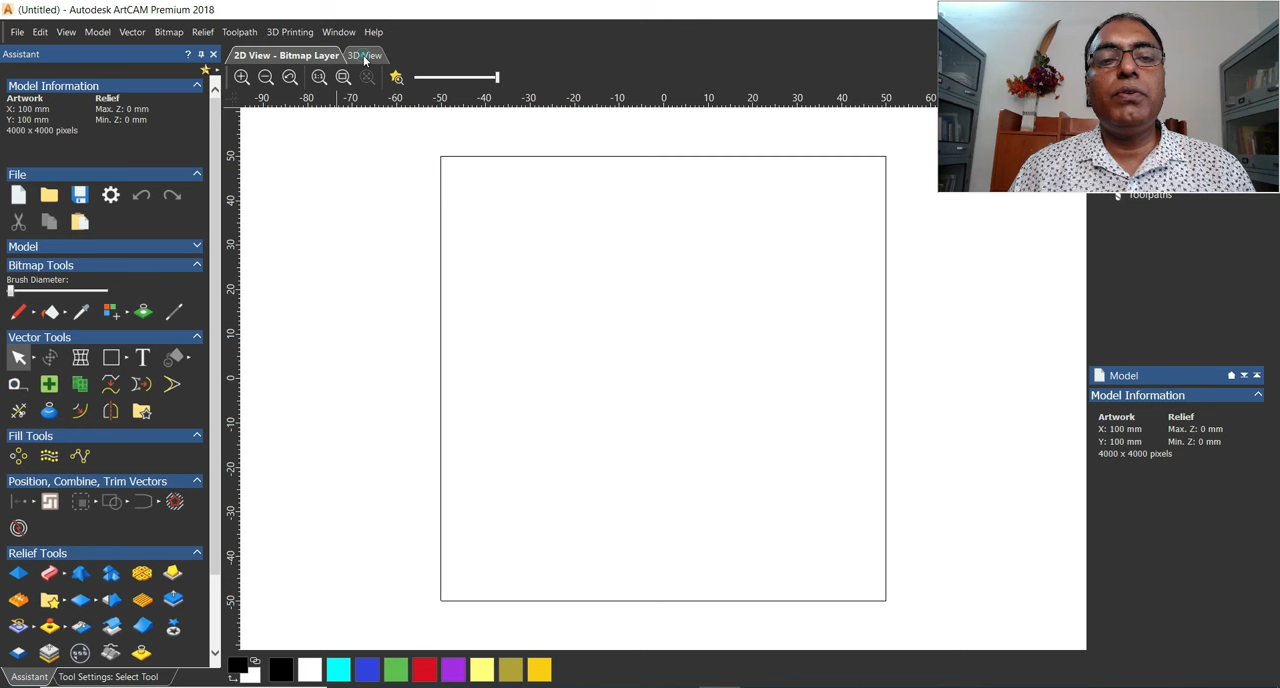 (Untitled) - Autodesk ArtCAM Premium 2018
File Edit View Model Vector Bitmap Relief Toolpath 3D Printing Window Help
Assistant ?
2D View - Bitmap Layer 3D View
Model Information
Artwork Relief
X: 100 mm Max. Z: 0 mm
Y: 100 mm Min. Z: 0 mm
4000 x 4000 pixels
File
Model
Bitmap Tools
Brush Diameter:
Vector Tools
Fill Tools
Position, Combine, Trim Vectors
Relief Tools
Assistant Tool Settings: Select Tool
-90 -80 -70 -60 -50 -40 -30 -20 -10 0 10 20 30 40 50 60
50
40
30
20
10
0
-10
-20
-30
-40
-50
Toolpaths
Model
Model Information
Artwork Relief
X: 100 mm Max. Z: 0 mm
Y: 100 mm Min. Z: 0 mm
4000 x 4000 pixels